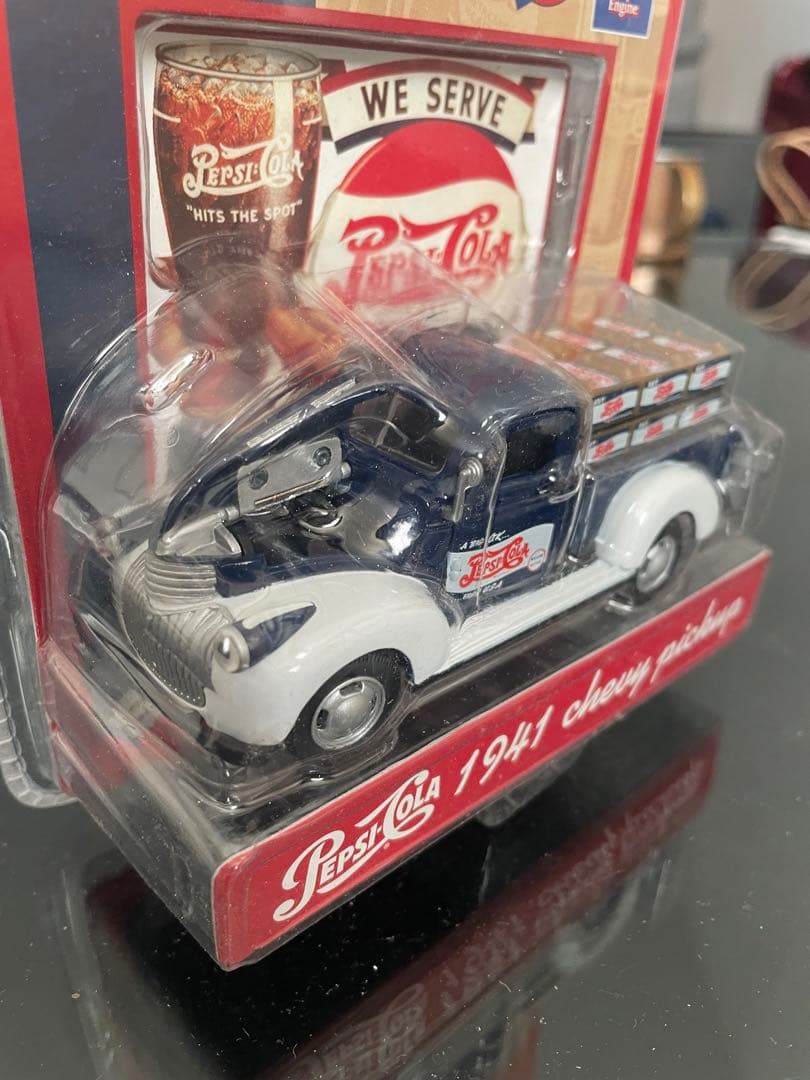 Engine
WE SERVE
PEPSI-COLA
"HITS THE SPOT"
PEPSI-COLA
PEPSI-COLA
U.S.A
PEPSI-COLA 1941 chevy pickup